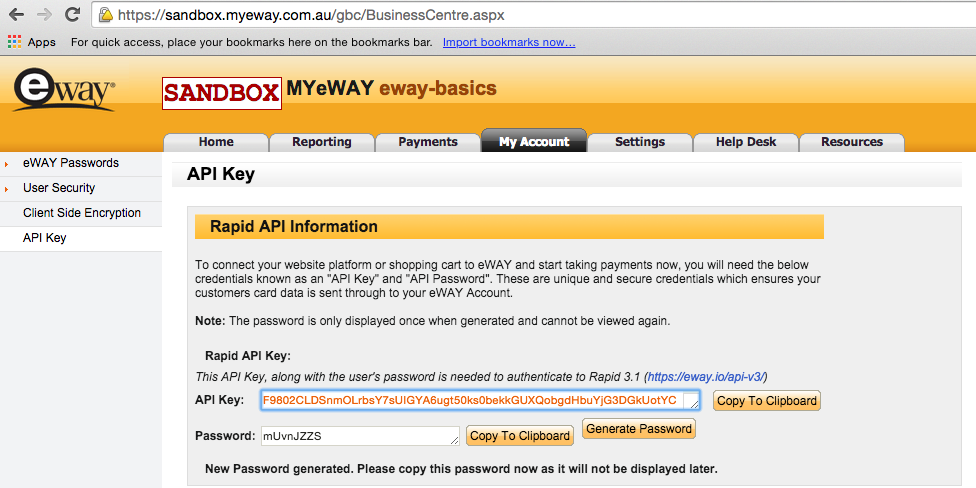 https://sandbox.myeway.com.au/gbc/BusinessCentre.aspx
Apps For quick access, place your bookmarks here on the bookmarks bar. Import bookmarks now...
eway®
SANDBOX MYeWAY eway-basics
Home Reporting Payments My Account Settings Help Desk Resources
eWAY Passwords
User Security
Client Side Encryption
API Key
API Key
Rapid API Information
To connect your website platform or shopping cart to eWAY and start taking payments now, you will need the below
credentials known as an "API Key" and "API Password". These are unique and secure credentials which ensures your
customers card data is sent through to your eWAY Account.
Note: The password is only displayed once when generated and cannot be viewed again.
Rapid API Key:
This API Key, along with the user's password is needed to authenticate to Rapid 3.1 (https://eway.io/api-v3/)
API Key: F9802CLDSnmOLrbsY7sUIGYA6ugt50ks0bekkGUXQobgdHbuYjG3DGkUotYC Copy To Clipboard
Password: mUvnJZZS Copy To Clipboard Generate Password
New Password generated. Please copy this password now as it will not be displayed later.